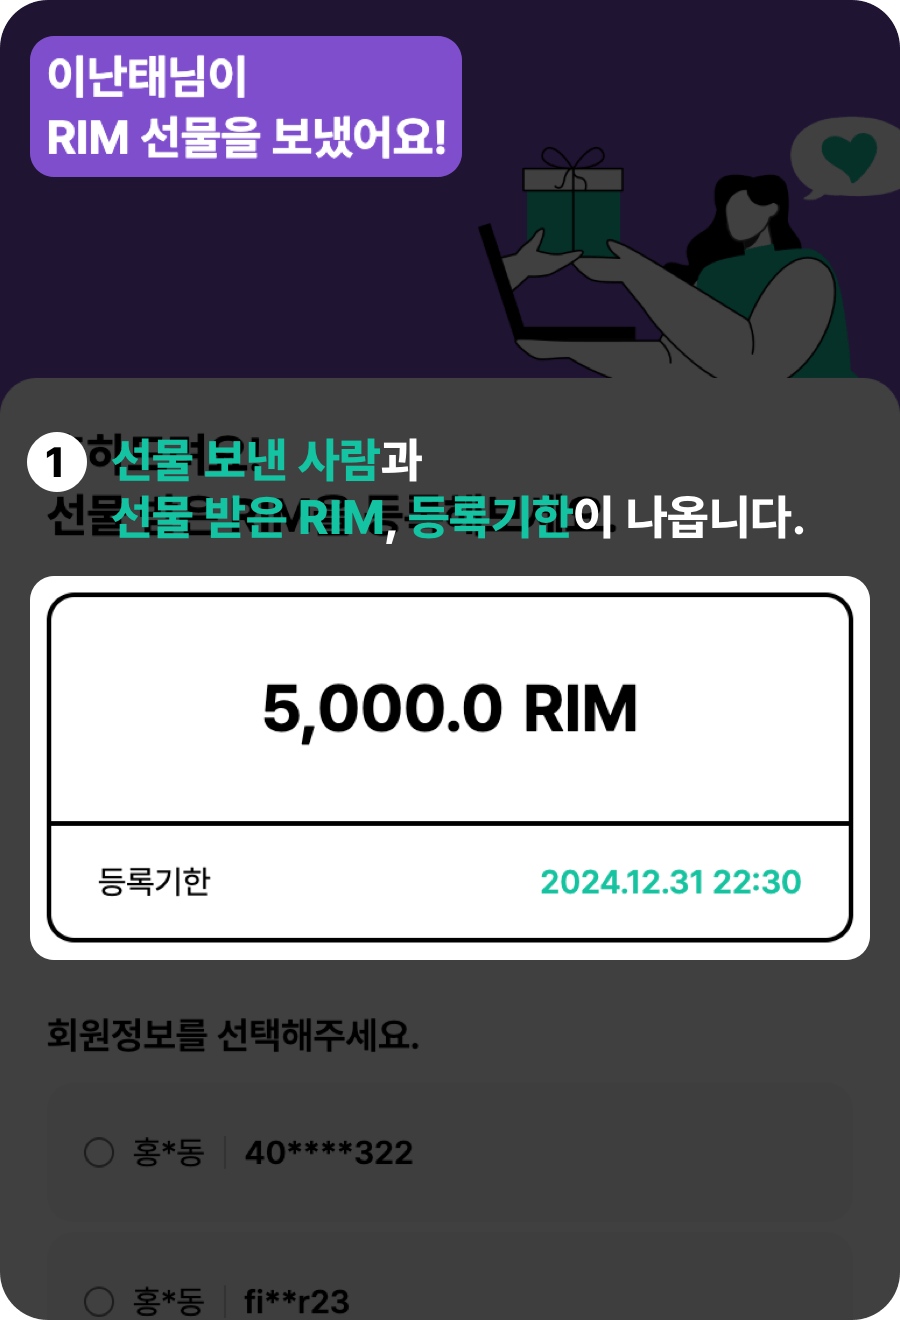 이난태님이
RIM 선물을 보냈어요!
1 선물 보낸 사람과
선물 받은 RIM, 등록기한이 나옵니다.
5,000.0 RIM
등록기한 2024.12.31 22:30
회원정보를 선택해주세요.
홍*동 40****322
홍*동 fi**r23